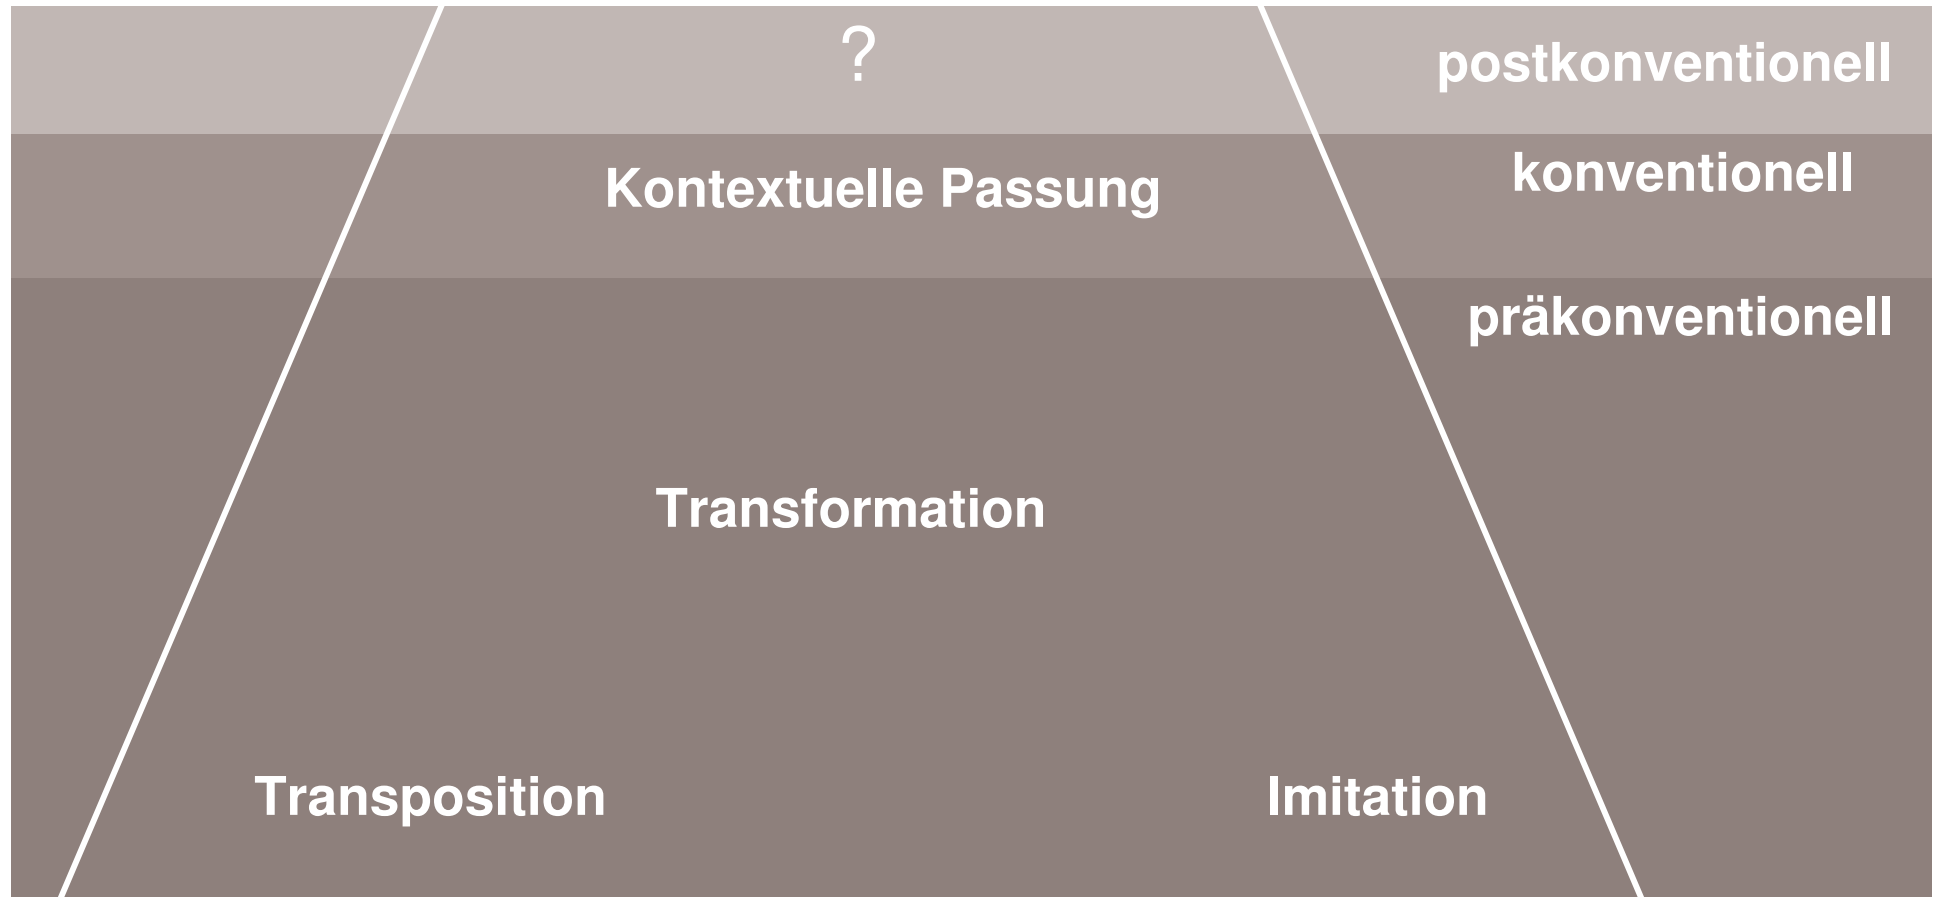 ?
postkonventionell
Kontextuelle Passung
konventionell
präkonventionell
Transformation
Transposition
Imitation